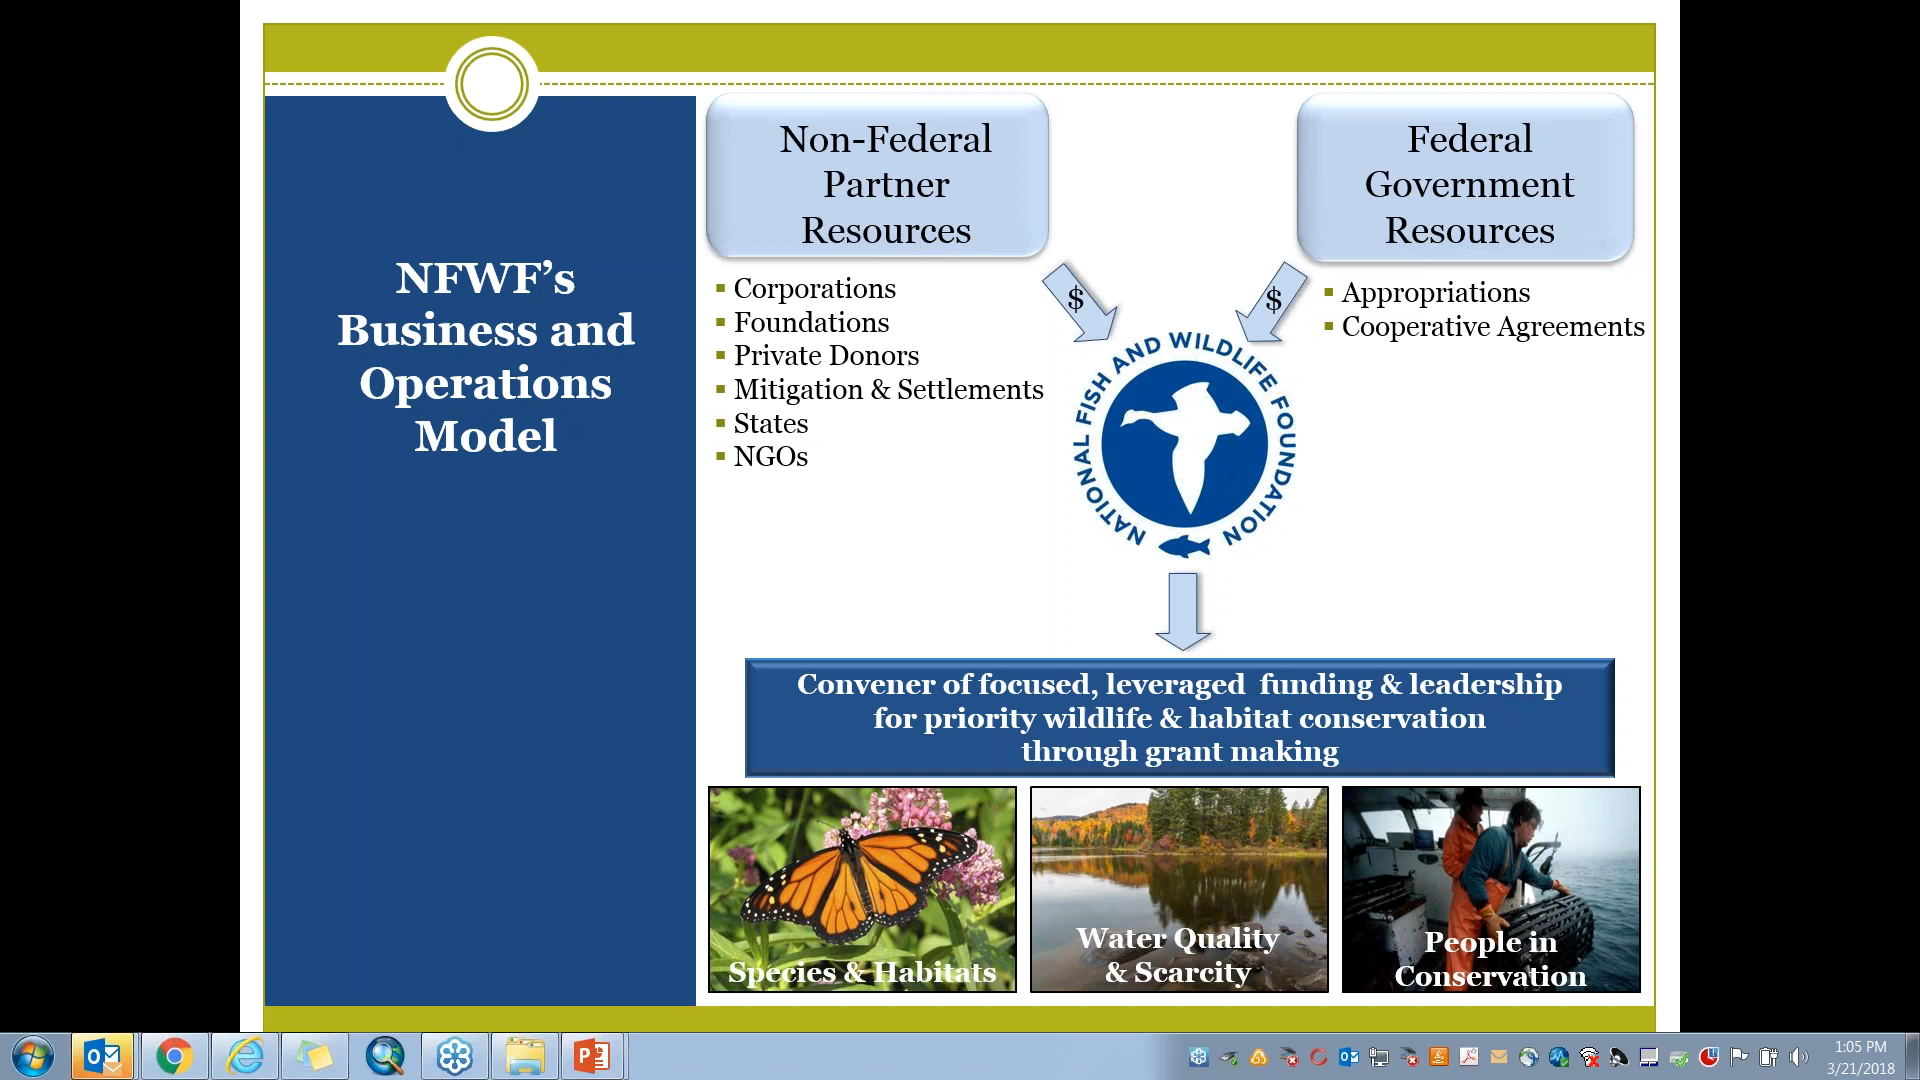 NFWF’s
Business and
Operations
Model
Non-Federal
Partner
Resources
Federal
Government
Resources
▪ Corporations
▪ Foundations
▪ Private Donors
▪ Mitigation & Settlements
▪ States
▪ NGOs
$
$
▪ Appropriations
▪ Cooperative Agreements
NATIONAL FISH AND WILDLIFE FOUNDATION
Convener of focused, leveraged funding & leadership
for priority wildlife & habitat conservation
through grant making
Species & Habitats
Water Quality
& Scarcity
People in
Conservation
1:05 PM
3/21/2018